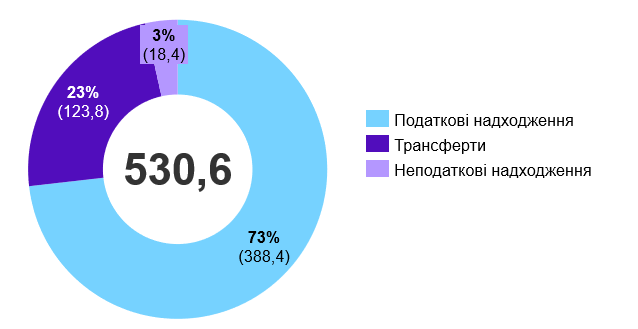 3%
(18,4)
23%
(123,8)
530,6
73%
(388,4)
Податкові надходження
Трансферти
Неподаткові надходження